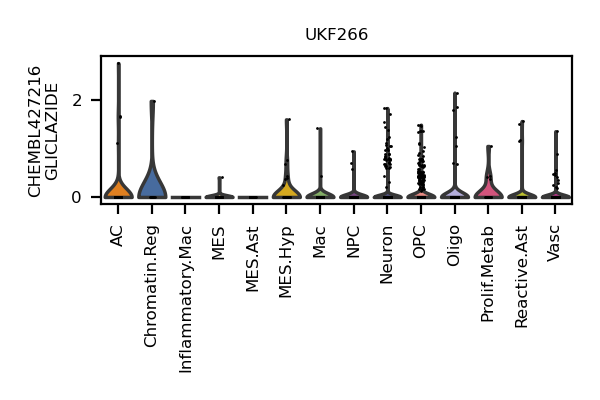 UKF266
CHEMBL427216
GLICLAZIDE
2
0
AC
Chromatin.Reg
Inflammatory.Mac
MES
MES.Ast
MES.Hyp
Mac
NPC
Neuron
OPC
Oligo
Prolif.Metab
Reactive.Ast
Vasc